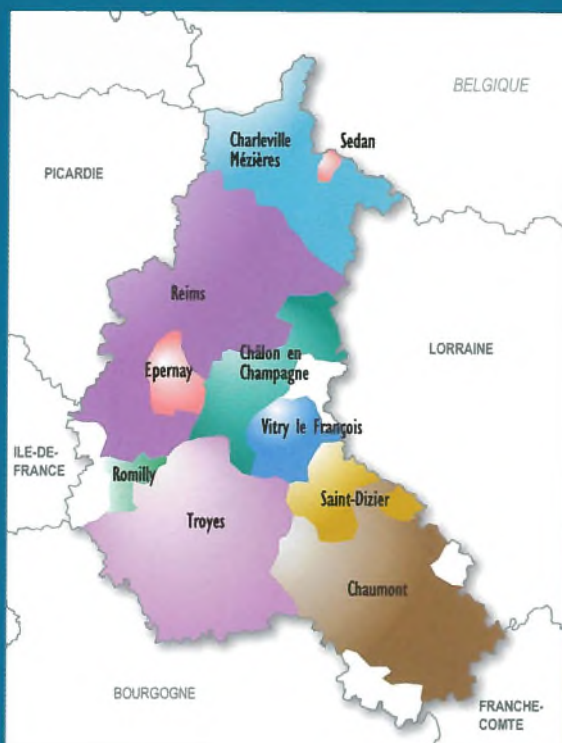 BELGIQUE
Charleville
Mézières
Sedan
PICARDIE
Reims
LORRAINE
Châlon en
Champagne
Epernay
Vitry le François
ILE-DE-
FRANCE
Romilly
Saint-Dizier
Troyes
Chaumont
BOURGOGNE
FRANCHE-
COMTE